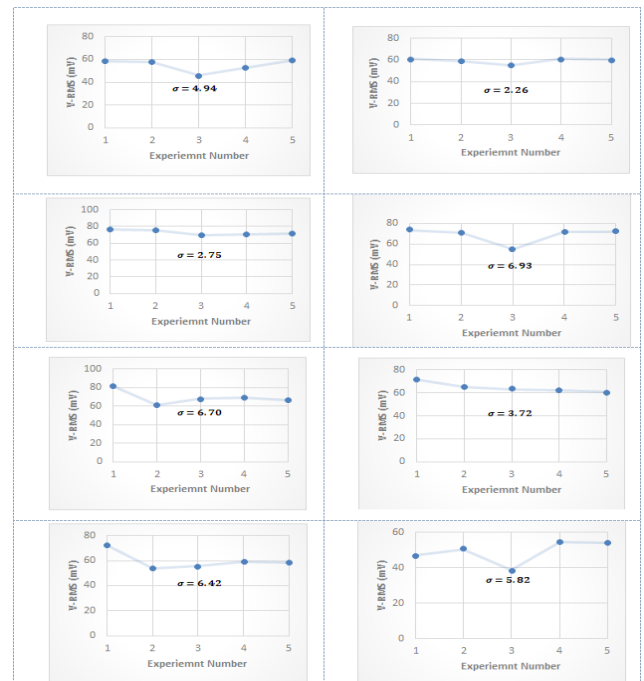 80
60
40
20
0
V-RMS (mV)
σ = 4.94
1 2 3 4 5
Experiemnt Number
80
60
40
20
0
V-RMS (mV)
σ = 2.26
1 2 3 4 5
Experiemnt Number
100
80
60
40
20
0
V-RMS (mV)
σ = 2.75
1 2 3 4 5
Experiemnt Number
80
60
40
20
0
V-RMS (mV)
σ = 6.93
1 2 3 4 5
Experiemnt Number
100
80
60
40
20
0
V-RMS (mV)
σ = 6.70
1 2 3 4 5
Experiemnt Number
80
60
40
20
0
V-RMS (mV)
σ = 3.72
1 2 3 4 5
Experiemnt Number
80
60
40
20
0
V-RMS (mV)
σ = 6.42
1 2 3 4 5
Experiemnt Number
60
40
20
0
V-RMS (mV)
σ = 5.82
1 2 3 4 5
Experiemnt Number